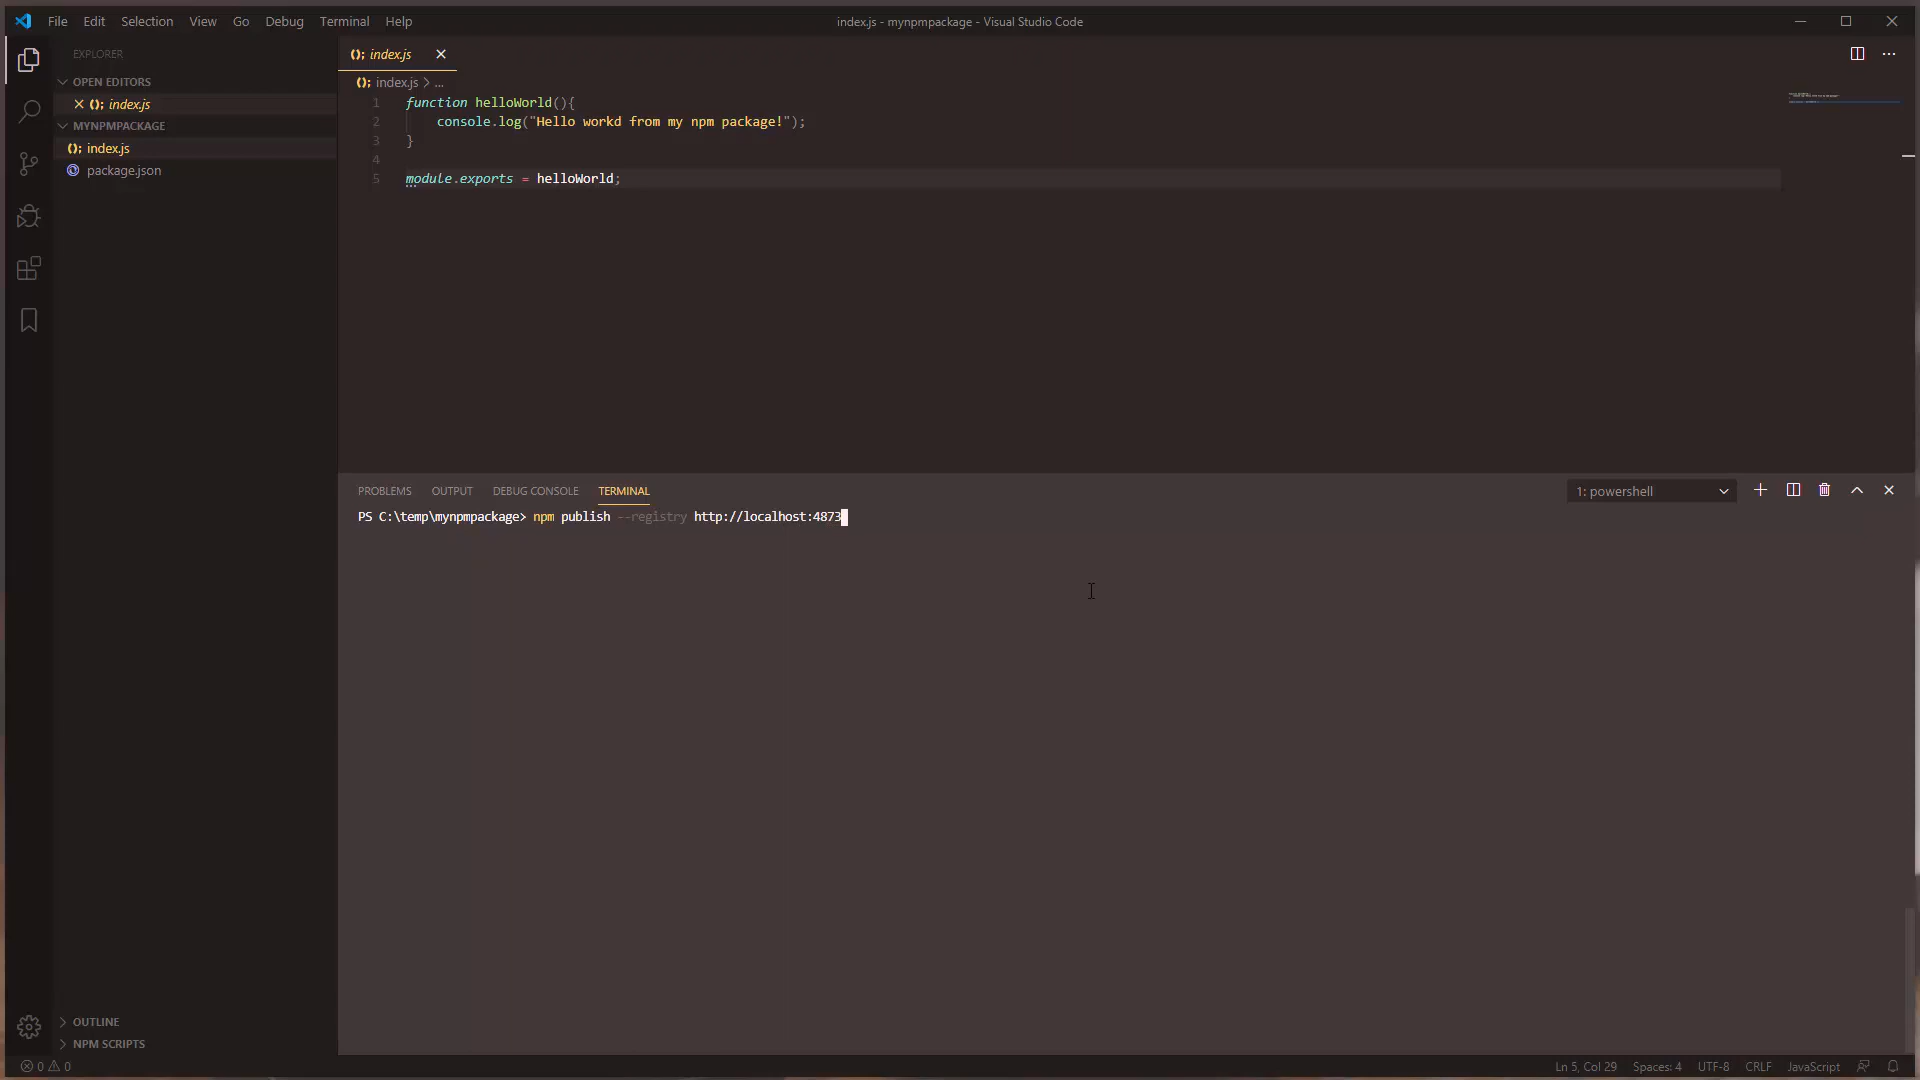 File Edit Selection View Go Debug Terminal Help
index.js - mynpmpackage - Visual Studio Code
EXPLORER
OPEN EDITORS
index.js
MYNPMPACKAGE
index.js
package.json
OUTLINE
NPM SCRIPTS
index.js
index.js > ...
1 function helloWorld(){
2 console.log("Hello workd from my npm package!");
3 }
4
5 module.exports = helloWorld;
PROBLEMS OUTPUT DEBUG CONSOLE TERMINAL
1: powershell
PS C:\temp\mynpmpackage> npm publish --registry http://localhost:4873
0 0
Ln 5, Col 29 Spaces: 4 UTF-8 CRLF JavaScript